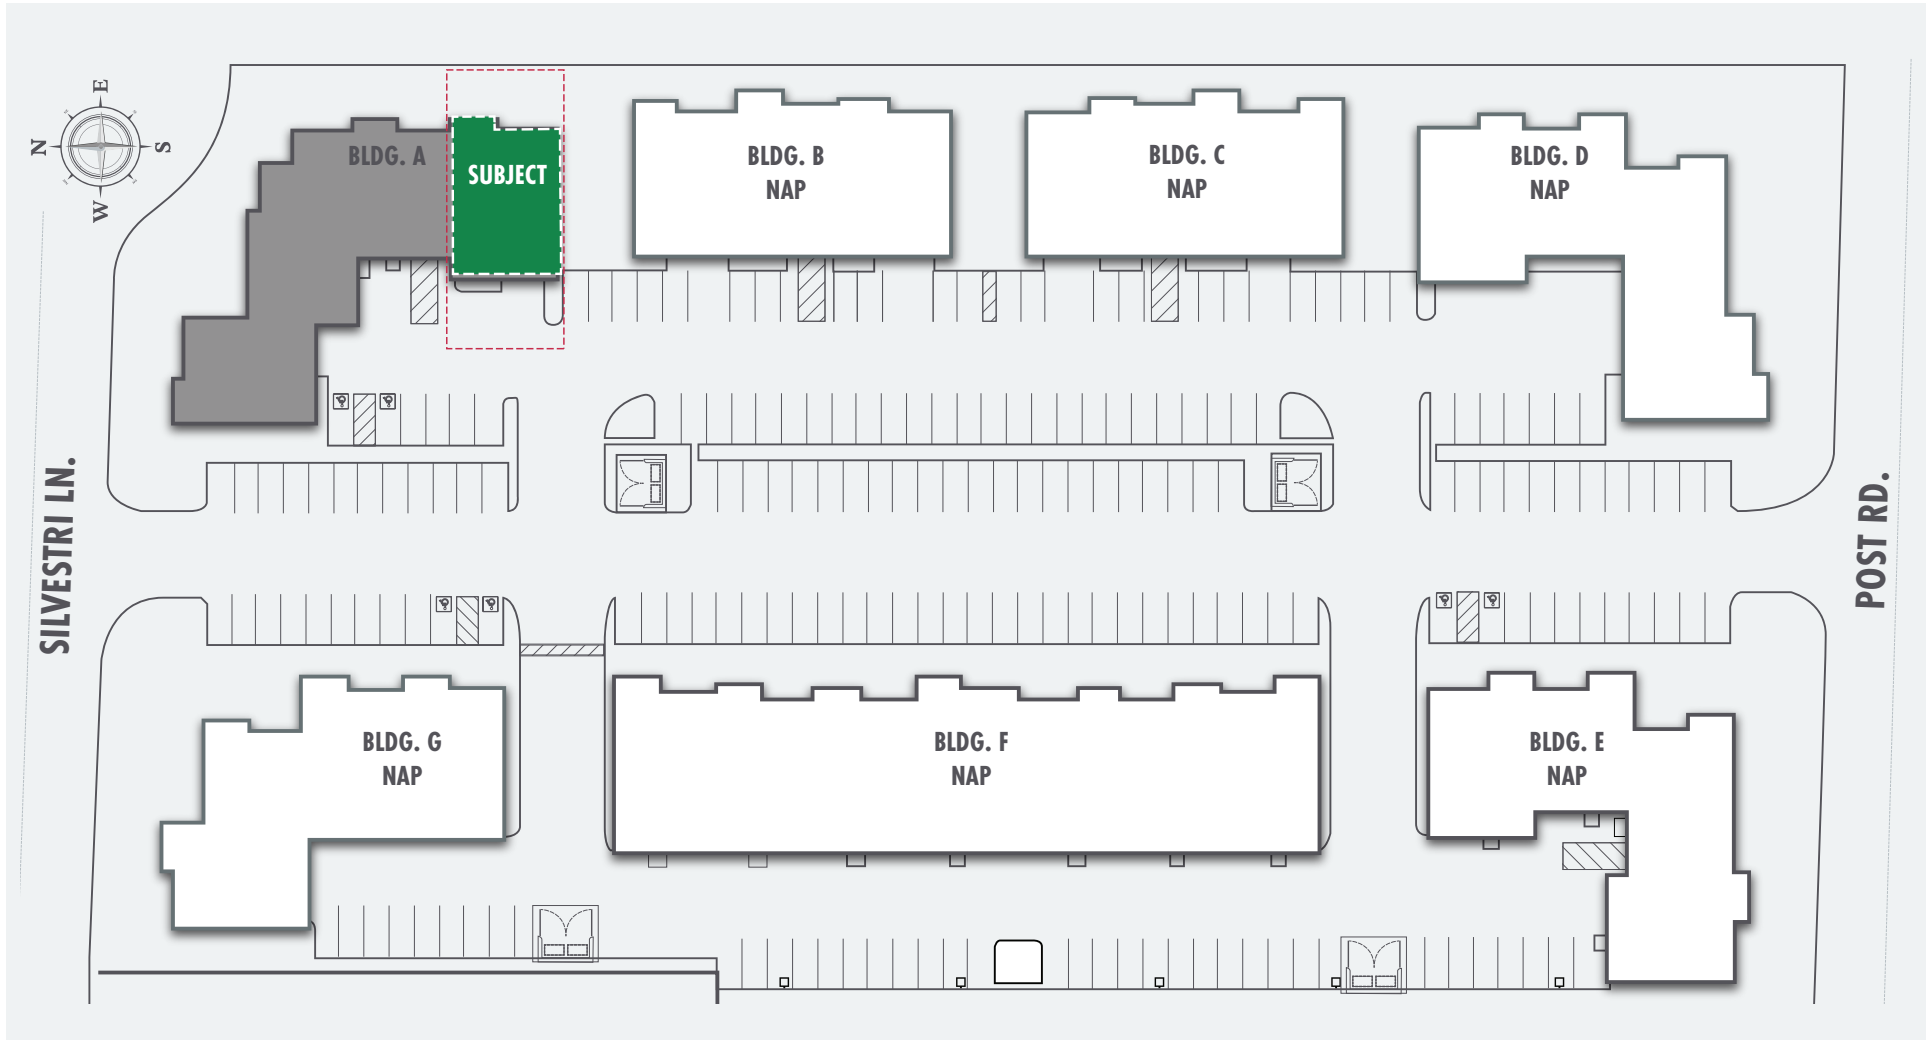 E
N
S
W
BLDG. A
SUBJECT
BLDG. B
NAP
BLDG. C
NAP
BLDG. D
NAP
SILVESTRI LN.
POST RD.
BLDG. G
NAP
BLDG. F
NAP
BLDG. E
NAP